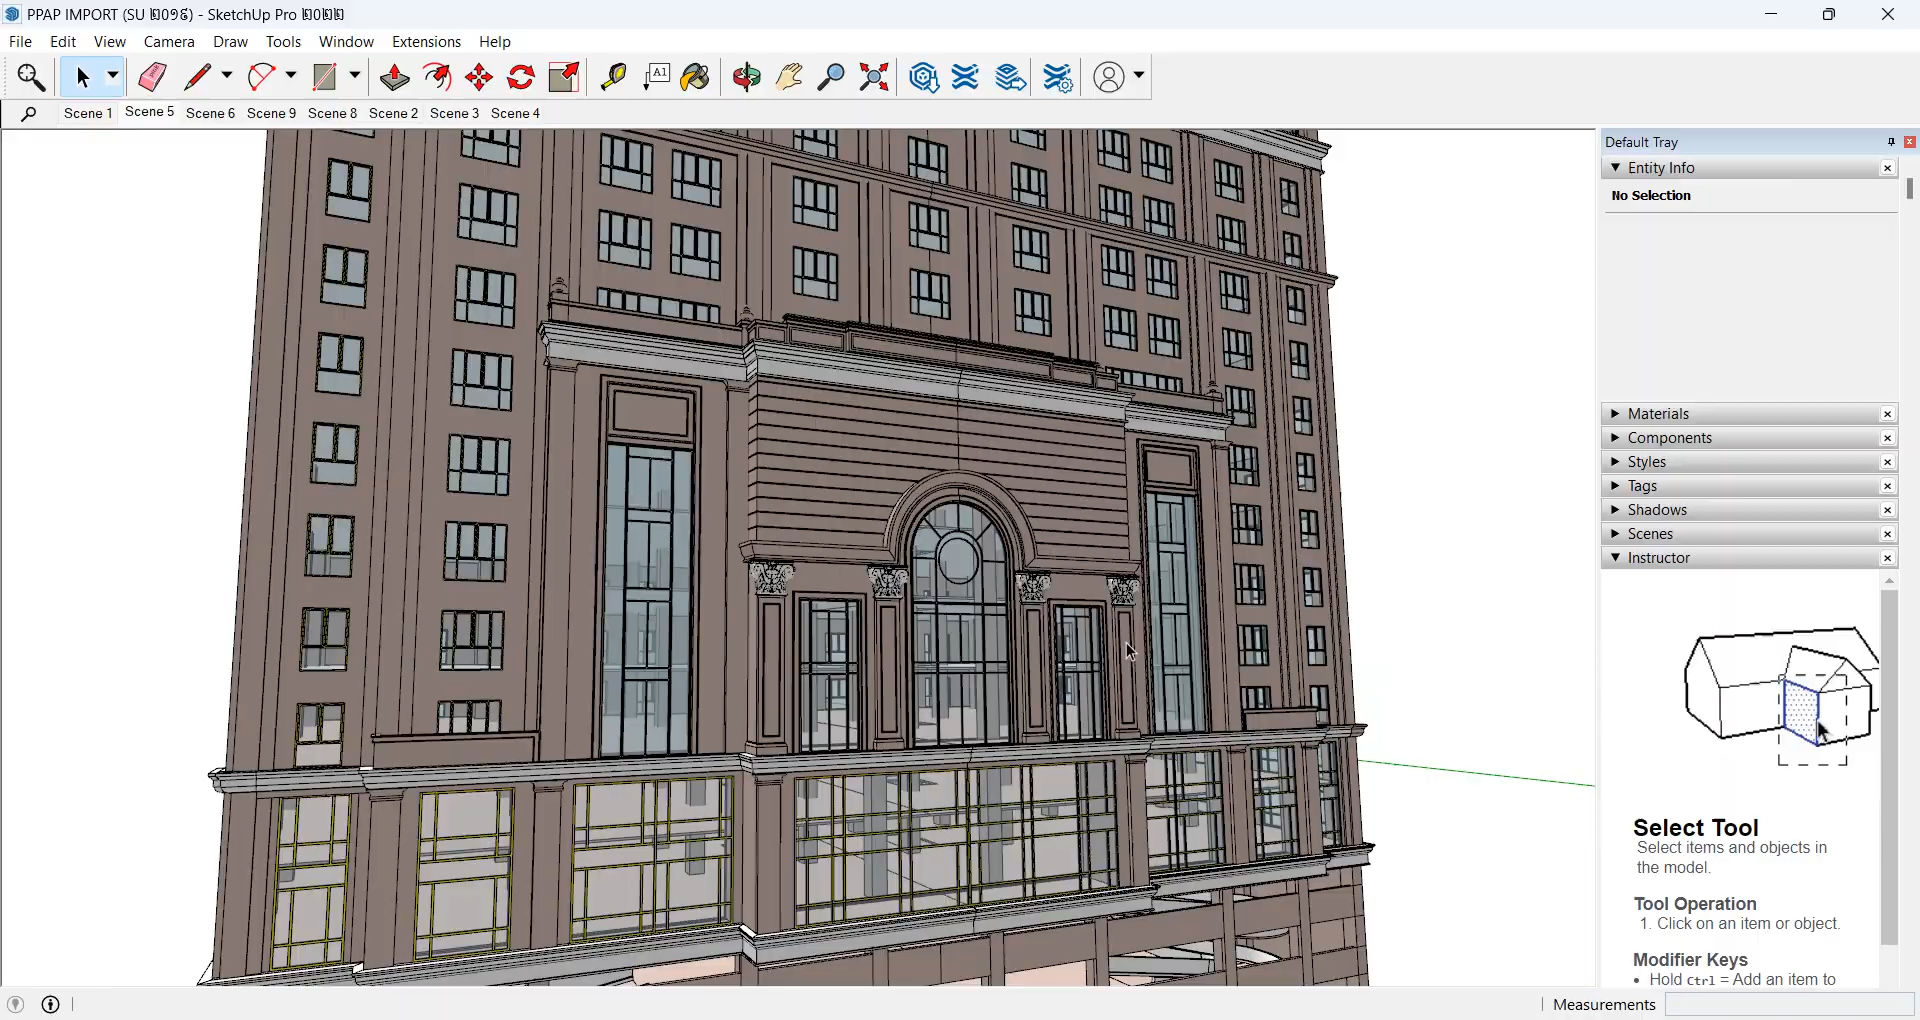 PPAP IMPORT (SU - SketchUp Pro
File Edit View Camera Draw Tools Window Extensions Help
A1
Scene 1 Scene 5 Scene 6 Scene 9 Scene 8 Scene 2 Scene 3 Scene 4
Default Tray
Entity Info
No Selection
Materials
Components
Styles
Tags
Shadows
Scenes
Instructor
Select Tool
Select items and objects in
the model.
Tool Operation
1. Click on an item or object.
Modifier Keys
• Hold Ctrl = Add an item to
Measurements